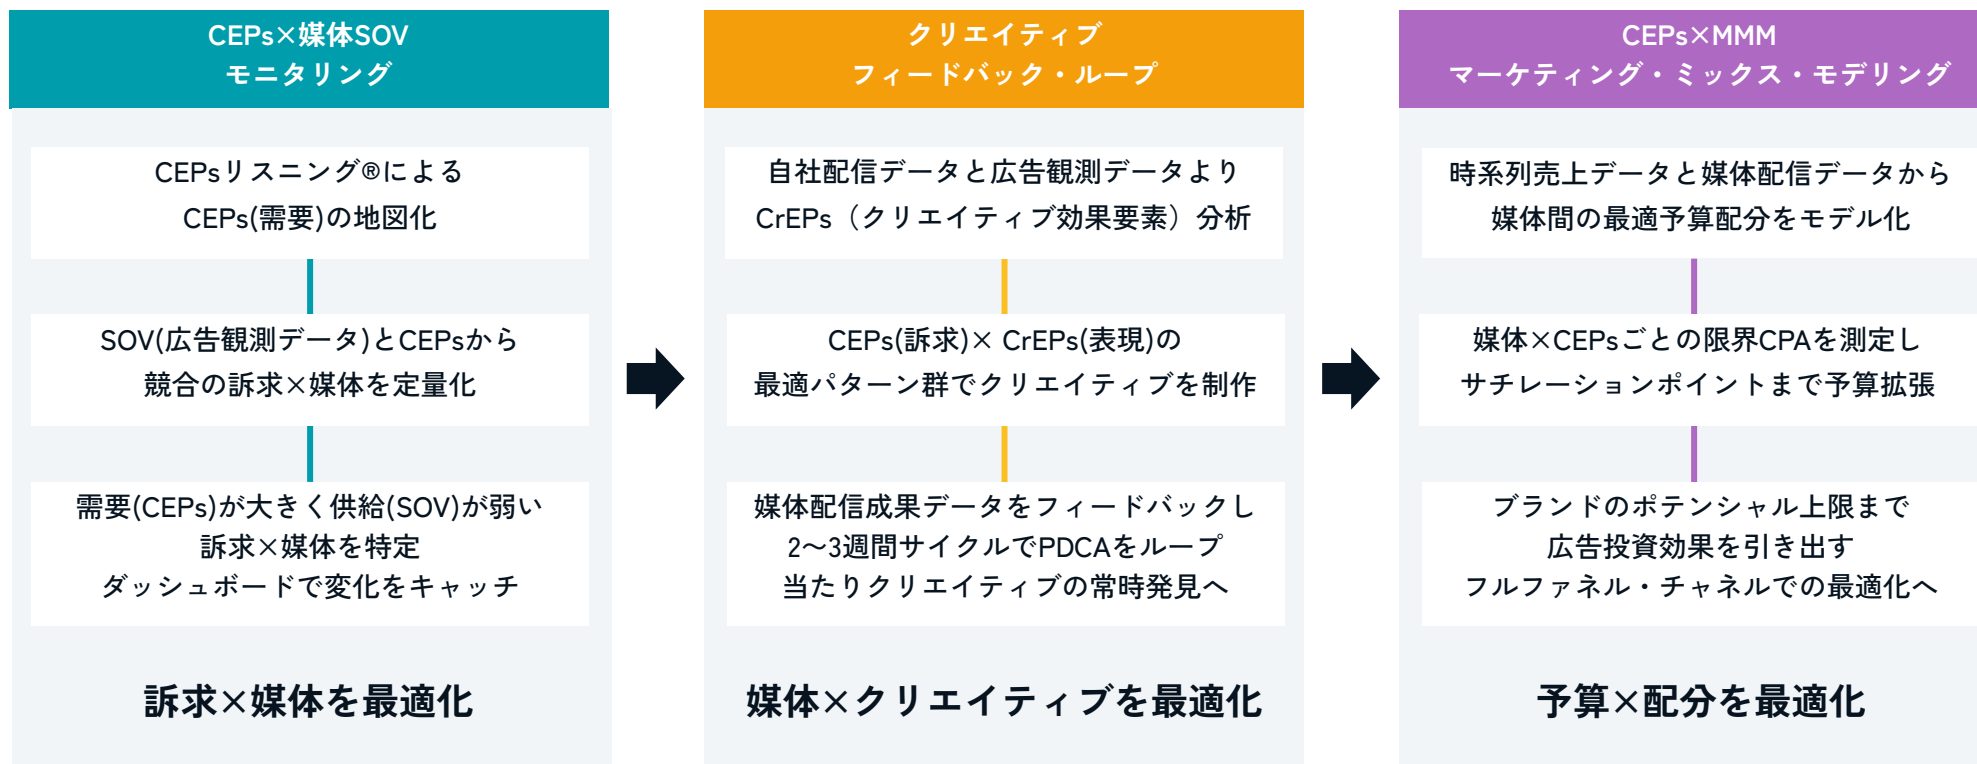 CEPs×媒体SOV
モニタリング
CEPsリスニング®による
CEPs(需要)の地図化
SOV(広告観測データ)とCEPsから
競合の訴求×媒体を定量化
需要(CEPs)が大きく供給(SOV)が弱い
訴求×媒体を特定
ダッシュボードで変化をキャッチ
訴求×媒体を最適化
クリエイティブ
フィードバック・ループ
自社配信データと広告観測データより
CrEPs（クリエイティブ効果要素）分析
CEPs(訴求)× CrEPs(表現)の
最適パターン群でクリエイティブを制作
媒体配信成果データをフィードバックし
2〜3週間サイクルでPDCAをループ
当たりクリエイティブの常時発見へ
媒体×クリエイティブを最適化
CEPs×MMM
マーケティング・ミックス・モデリング
時系列売上データと媒体配信データから
媒体間の最適予算配分をモデル化
媒体×CEPsごとの限界CPAを測定し
サチレーションポイントまで予算拡張
ブランドのポテンシャル上限まで
広告投資効果を引き出す
フルファネル・チャネルでの最適化へ
予算×配分を最適化